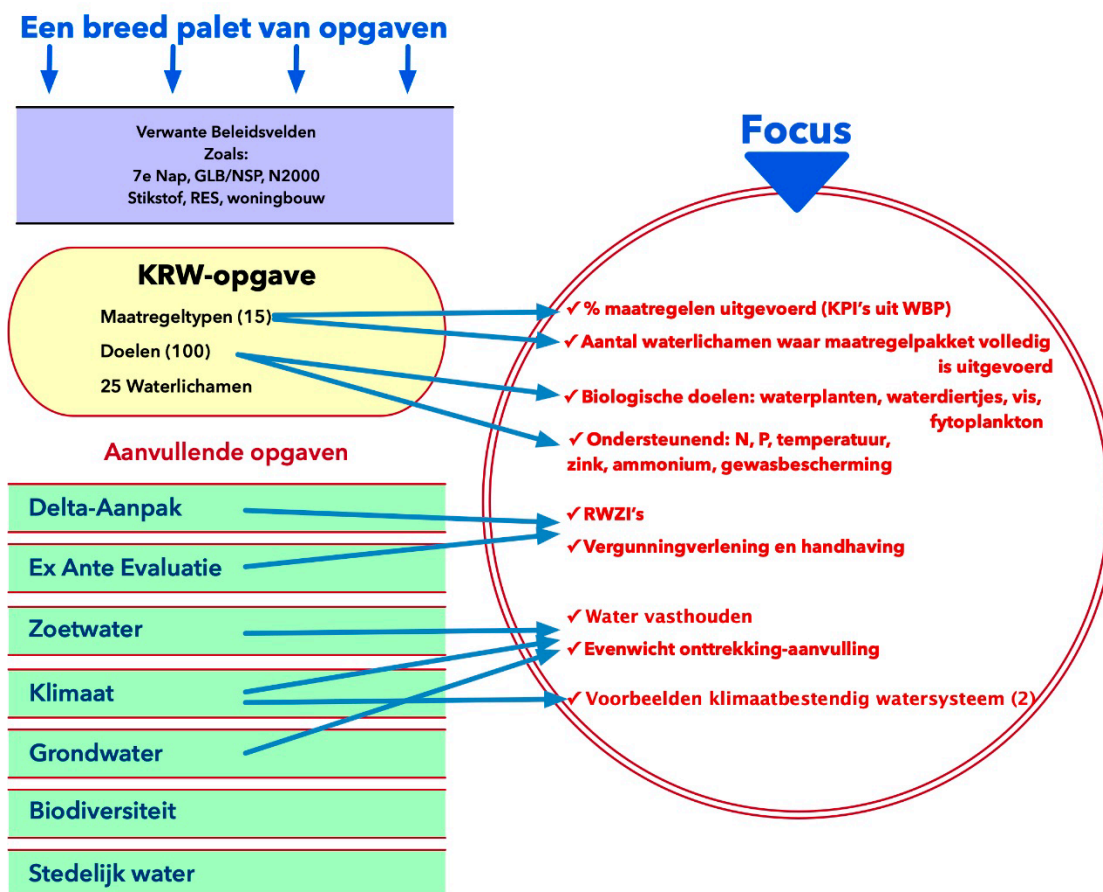 Een breed palet van opgaven
Verwante Beleidsvelden
Zoals:
7e Nap, GLB/NSP, N2000
Stikstof, RES, woningbouw
KRW-opgave
Maatregeltypen (15)
Doelen (100)
25 Waterlichamen
Aanvullende opgaven
Delta-Aanpak
Ex Ante Evaluatie
Zoetwater
Klimaat
Grondwater
Biodiversiteit
Stedelijk water
Focus
✓% maatregelen uitgevoerd (KPI's uit WBP)
✓Aantal waterlichamen waar maatregelpakket volledig
is uitgevoerd
✓Biologische doelen: waterplanten, waterdiertjes, vis,
fytoplankton
✓Ondersteunend: N, P, temperatuur,
zink, ammonium, gewasbescherming
✓RWZI's
✓Vergunningverlening en handhaving
✓Water vasthouden
✓Evenwicht onttrekking-aanvulling
✓Voorbeelden klimaatbestendig watersysteem (2)